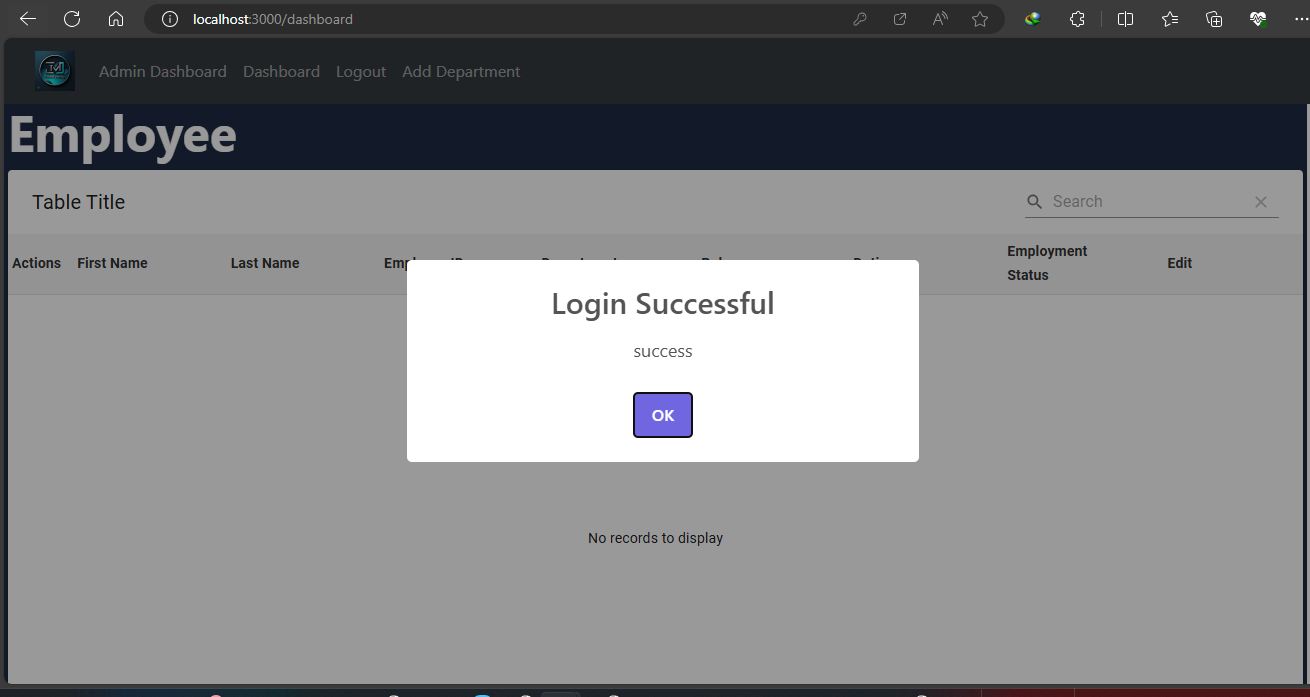 localhost:3000/dashboard
Admin Dashboard Dashboard Logout Add Department
Employee
Table Title
Search
Actions First Name Last Name Employment Status Edit
Login Successful
success
OK
No records to display